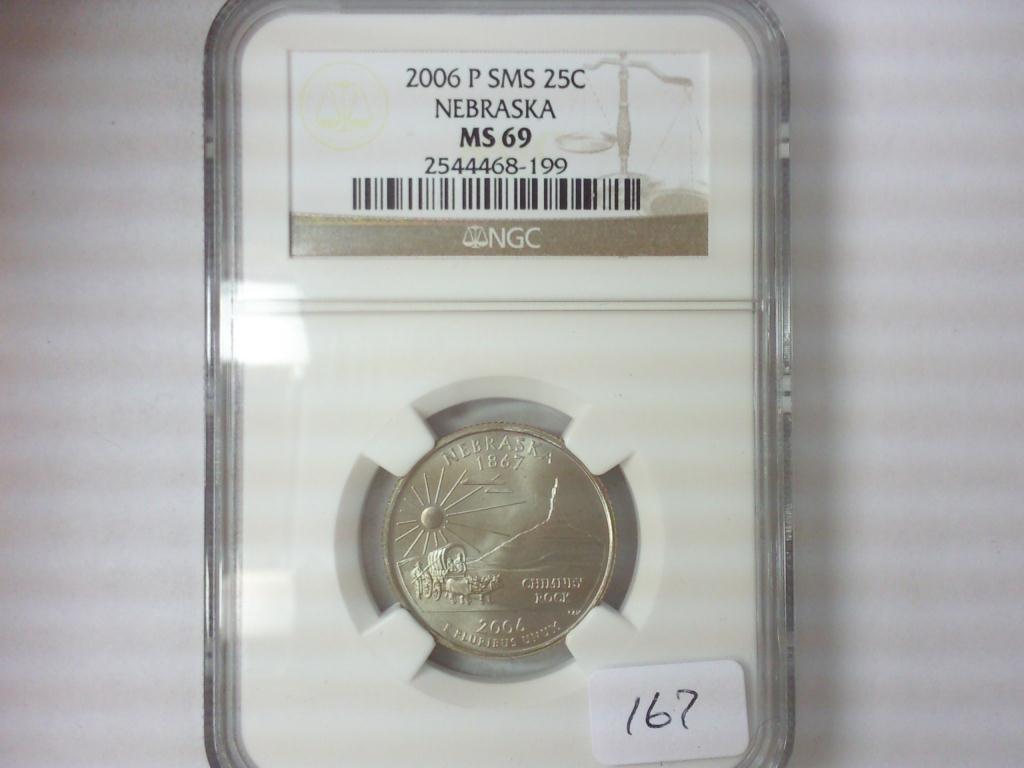 2006 P SMS 25C
NEBRASKA
MS 69
2544468-199
NGC
NEBRASKA
1867
CHIMNEY
ROCK
2006
E PLURIBUS UNUM
167